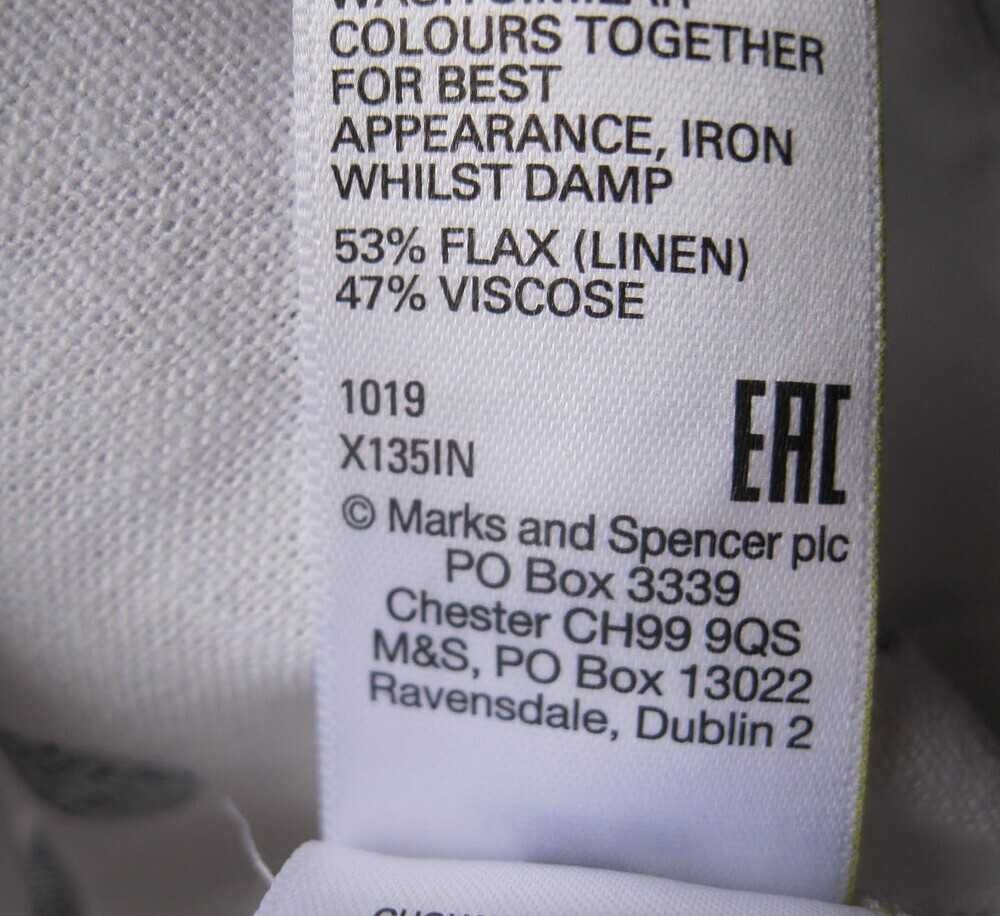 COLOURS TOGETHER
FOR BEST
APPEARANCE, IRON
WHILST DAMP
53% FLAX (LINEN)
47% VISCOSE
1019
X135IN
EAC
© Marks and Spencer plc
PO Box 3339
Chester CH99 9QS
M&S, PO Box 13022
Ravensdale, Dublin 2